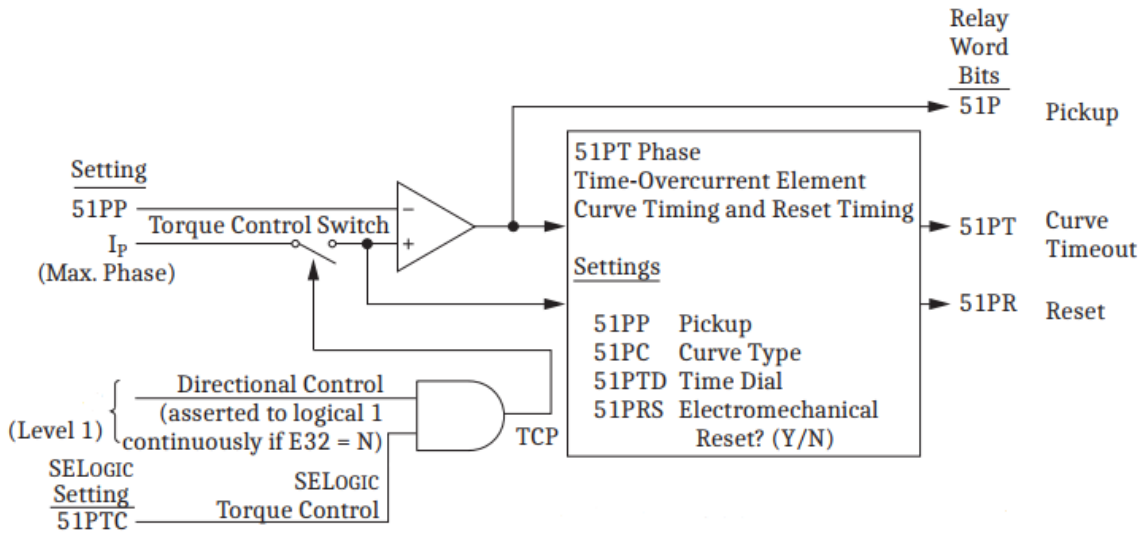 Relay
Word
Bits
51P Pickup
51PT Phase
Time-Overcurrent Element
Curve Timing and Reset Timing
Setting
51PP
Torque Control Switch
−
+
I_P
(Max. Phase)
51PT Curve
Timeout
Settings
51PR Reset
51PP Pickup
51PC Curve Type
51PTD Time Dial
51PRS Electromechanical
Reset? (Y/N)
Directional Control
(Level 1)
(asserted to logical 1
continuously if E32 = N)
TCP
SELOGIC
Setting
51PTC
SELOGIC
Torque Control